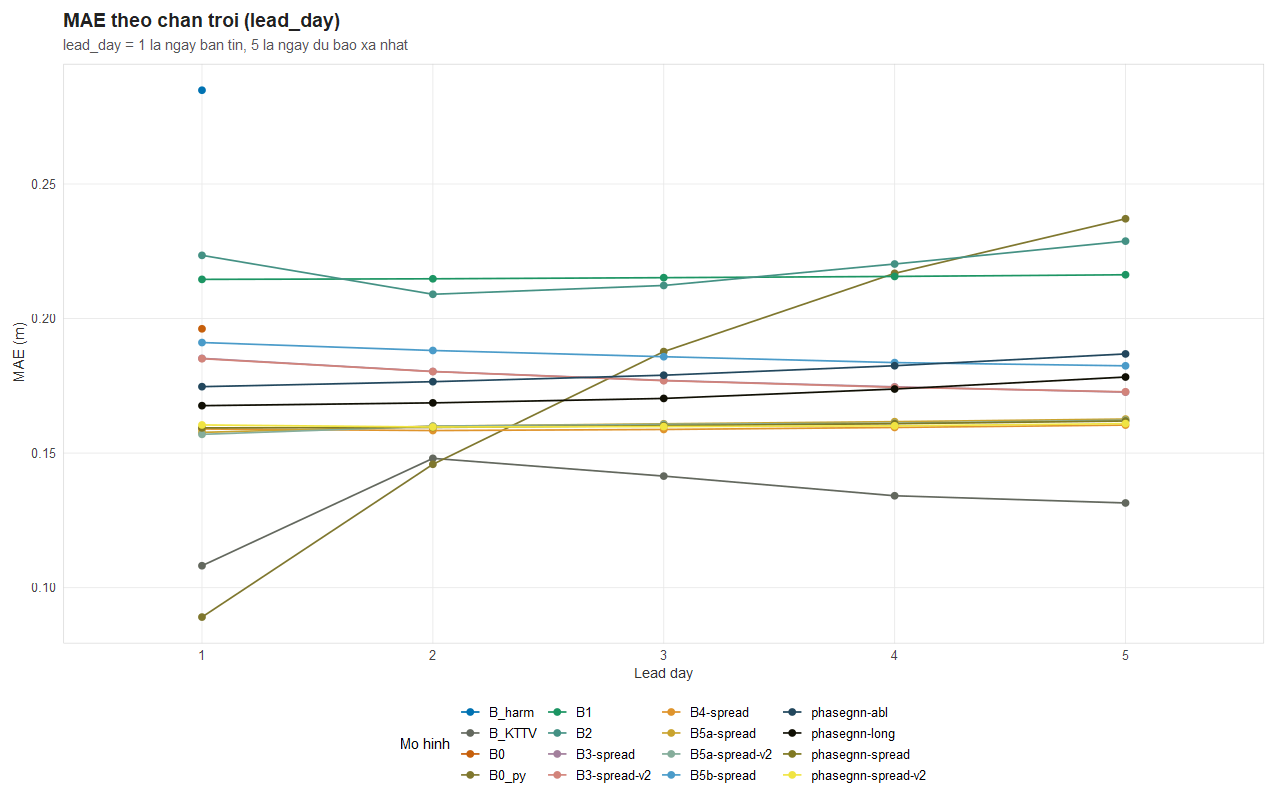 MAE theo chan troi (lead_day)
lead_day = 1 la ngay ban tin, 5 la ngay du bao xa nhat
MAE (m)
0.25
0.20
0.15
0.10
1 2 3 4 5
Lead day
Mo hinh
B_harm B1 B4-spread phasegnn-abl
B_KTTV B2 B5a-spread phasegnn-long
B0 B3-spread B5a-spread-v2 phasegnn-spread
B0_py B3-spread-v2 B5b-spread phasegnn-spread-v2